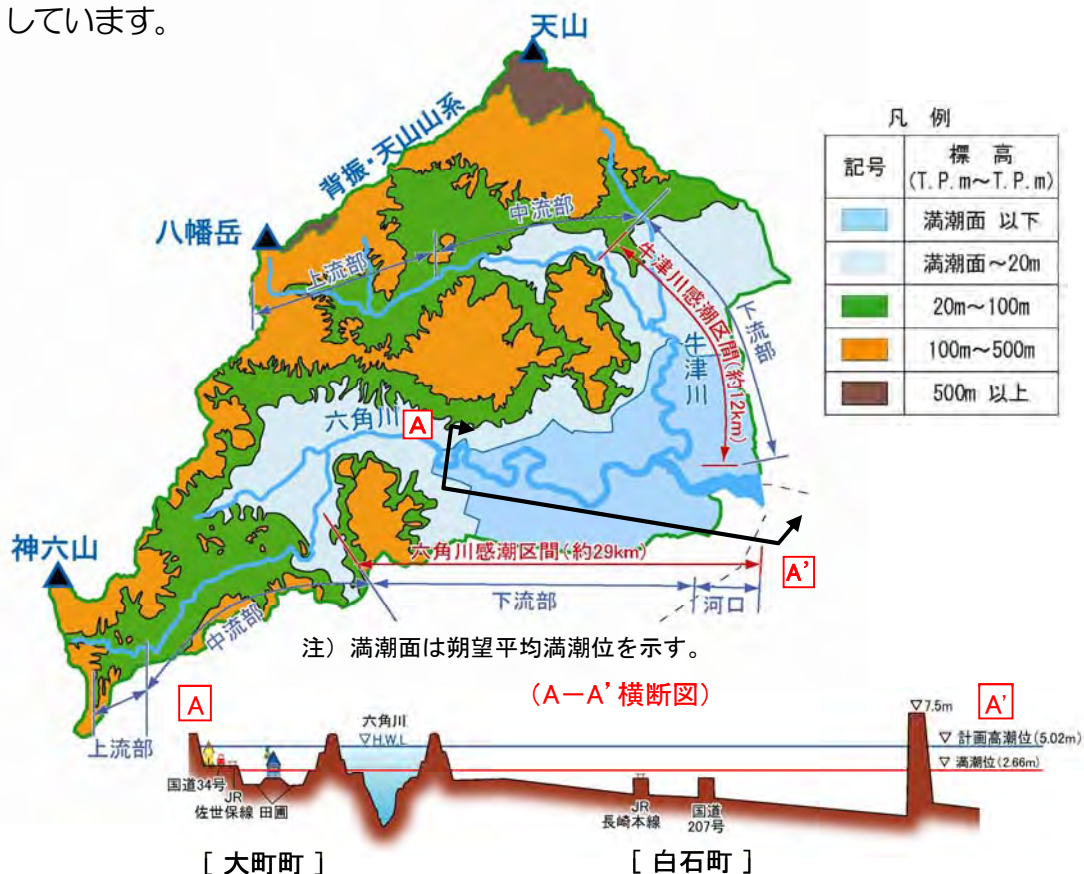 しています。
天山
背振・天山山系
八幡岳
上流部
中流部
牛津川感潮区間(約12km)
下流部
牛津川
六角川
A
神六山
六角川感潮区間(約29km)
A'
下流部
河口
中流部
上流部
注）満潮面は朔望平均満潮位を示す。
凡 例
記号
標 高
(T.P.m～T.P.m)
満潮面 以下
満潮面～20m
20m～100m
100m～500m
500m 以上
(A－A'横断図)
A
A'
六角川
▽H.W.L
▽7.5m
▽ 計画高潮位(5.02m)
▽ 満潮位(2.66m)
国道34号
JR
佐世保線
田圃
JR
長崎本線
国道
207号
[ 大町町 ]
[ 白石町 ]